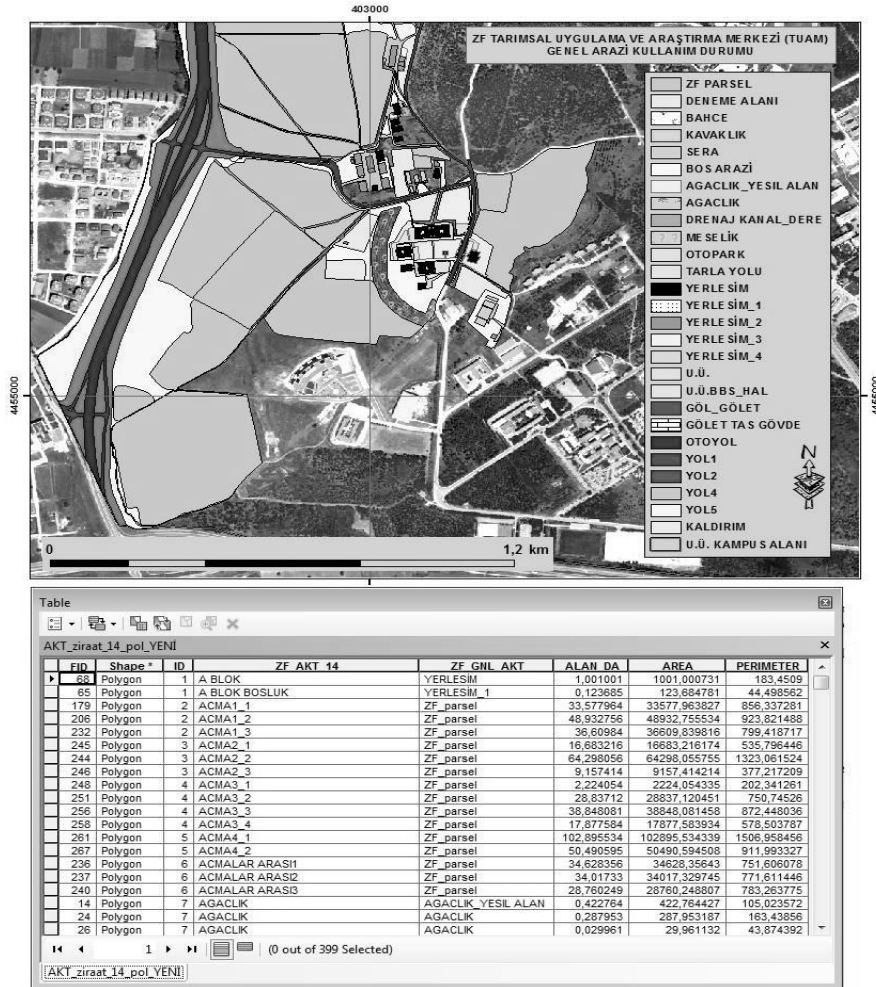 403000
ZF TARIMSAL UYGULAMA VE ARAŞTIRMA MERKEZİ (TUAM)
GENEL ARAZİ KULLANIM DURUMU
ZF PARSEL
DENEME ALANI
BAHCE
KAVAKLIK
SERA
BOS ARAZİ
AGACLIK_YESIL ALAN
AGACLIK
DRENAJ KANAL_DERE
MESELİK
OTOPARK
TARLA YOLU
YERLESİM
YERLESİM_1
YERLESİM_2
YERLESİM_3
YERLESİM_4
U.Ü.
U.Ü.BBS_HAL
GÖL_GÖLET
GÖLET TAS GÖVDE
OTOYOL
YOL1
YOL2
YOL4
YOL5
KALDIRIM
U.Ü. KAMPUS ALANI
N
4455000
4455000
0 1,2 km
Table
AKT_ziraat_14_pol_YENİ
FID Shape * ID ZF_AKT_14 ZF_GNL_AKT ALAN_DA AREA PERIMETER
68 Polygon 1 A BLOK YERLESİM 1,001001 1001,000731 183,4509
65 Polygon 1 A BLOK BOSLUK YERLESİM_1 0,123685 123,684781 44,498562
179 Polygon 2 ACMA1_1 ZF_parsel 33,577964 33577,963827 856,337281
206 Polygon 2 ACMA1_2 ZF_parsel 48,932756 48932,755534 923,821488
232 Polygon 2 ACMA1_3 ZF_parsel 36,60984 36609,839816 799,418717
245 Polygon 3 ACMA2_1 ZF_parsel 16,683216 16683,216174 535,796446
244 Polygon 3 ACMA2_2 ZF_parsel 64,298056 64298,055755 1323,061524
246 Polygon 3 ACMA2_3 ZF_parsel 9,157414 9157,414214 377,217209
248 Polygon 4 ACMA3_1 ZF_parsel 2,224054 2224,054335 202,341261
251 Polygon 4 ACMA3_2 ZF_parsel 28,83712 28837,120451 750,74526
256 Polygon 4 ACMA3_3 ZF_parsel 38,848081 38848,081458 872,448036
258 Polygon 4 ACMA3_4 ZF_parsel 17,877584 17877,583934 578,503787
261 Polygon 5 ACMA4_1 ZF_parsel 102,895534 102895,534339 1506,958456
267 Polygon 5 ACMA4_2 ZF_parsel 50,490595 50490,594508 911,993327
236 Polygon 6 ACMALAR ARASI1 ZF_parsel 34,628356 34628,35643 751,606078
237 Polygon 6 ACMALAR ARASI2 ZF_parsel 34,01733 34017,329745 771,611446
240 Polygon 6 ACMALAR ARASI3 ZF_parsel 28,760249 28760,248807 783,263775
14 Polygon 7 AGACLIK AGACLIK_YESIL ALAN 0,422764 422,764427 105,023572
24 Polygon 7 AGACLIK AGACLIK 0,287953 287,953187 163,43856
26 Polygon 7 AGACLIK AGACLIK 0,029961 29,961132 43,874392
1 (0 out of 399 Selected)
AKT_ziraat_14_pol_YENİ